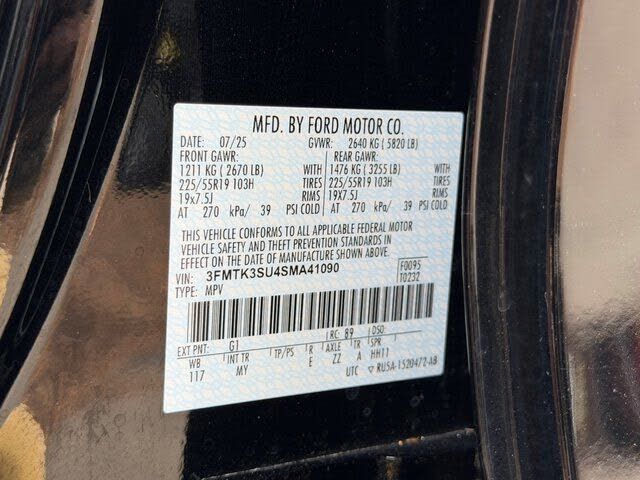 MFD. BY FORD MOTOR CO.
DATE: 07/25 GVWR: 2640 KG ( 5820 LB)
FRONT GAWR: REAR GAWR:
1211 KG ( 2670 LB) WITH 1476 KG ( 3255 LB) WITH
225/55R19 103H TIRES 225/55R19 103H TIRES
19x7.5J RIMS 19x7.5J RIMS
AT 270 kPa/ 39 PSI COLD AT 270 kPa/ 39 PSI COLD
THIS VEHICLE CONFORMS TO ALL APPLICABLE FEDERAL MOTOR
VEHICLE SAFETY AND THEFT PREVENTION STANDARDS IN
EFFECT ON THE DATE OF MANUFACTURE SHOWN ABOVE.
VIN: 3FMTK3SU4SMA41090 F0095
TYPE: MPV T0232
EXT PNT: G1 RC: 89 DSO:
WB INT TR TP/PS R AXLE TR SPR
117 MY E ZZ A HH11
UTC ▽ RU5A-1520472-AB